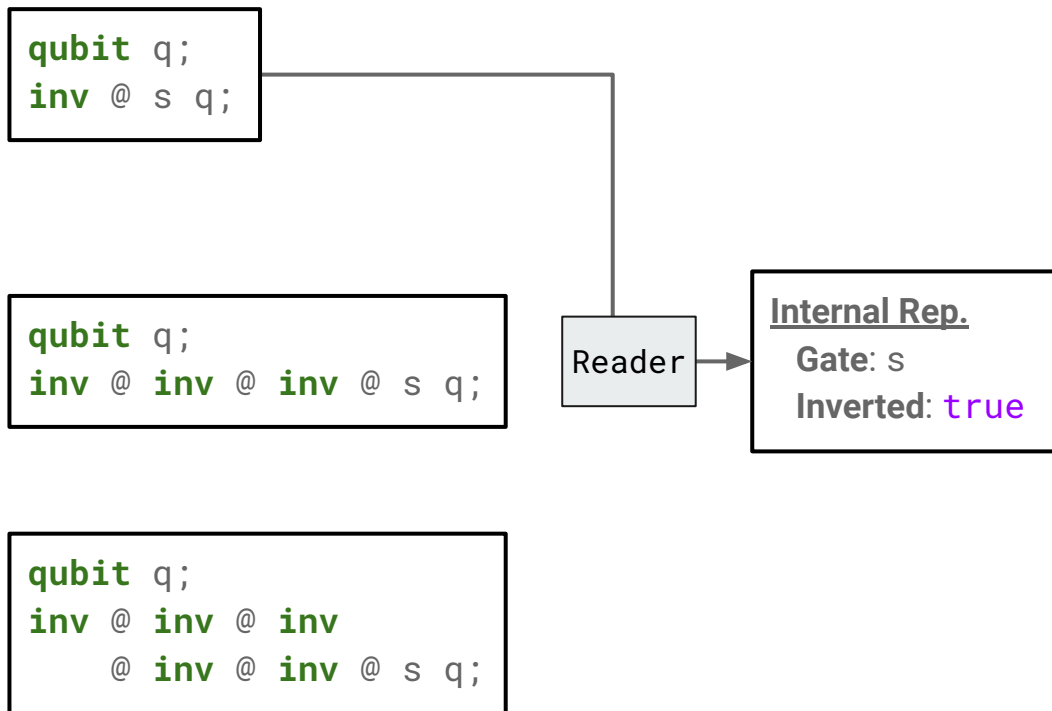 qubit q;
inv @ s q;
qubit q;
inv @ inv @ inv @ s q;
Reader
Internal Rep.
Gate: s
Inverted: true
qubit q;
inv @ inv @ inv
@ inv @ inv @ s q;